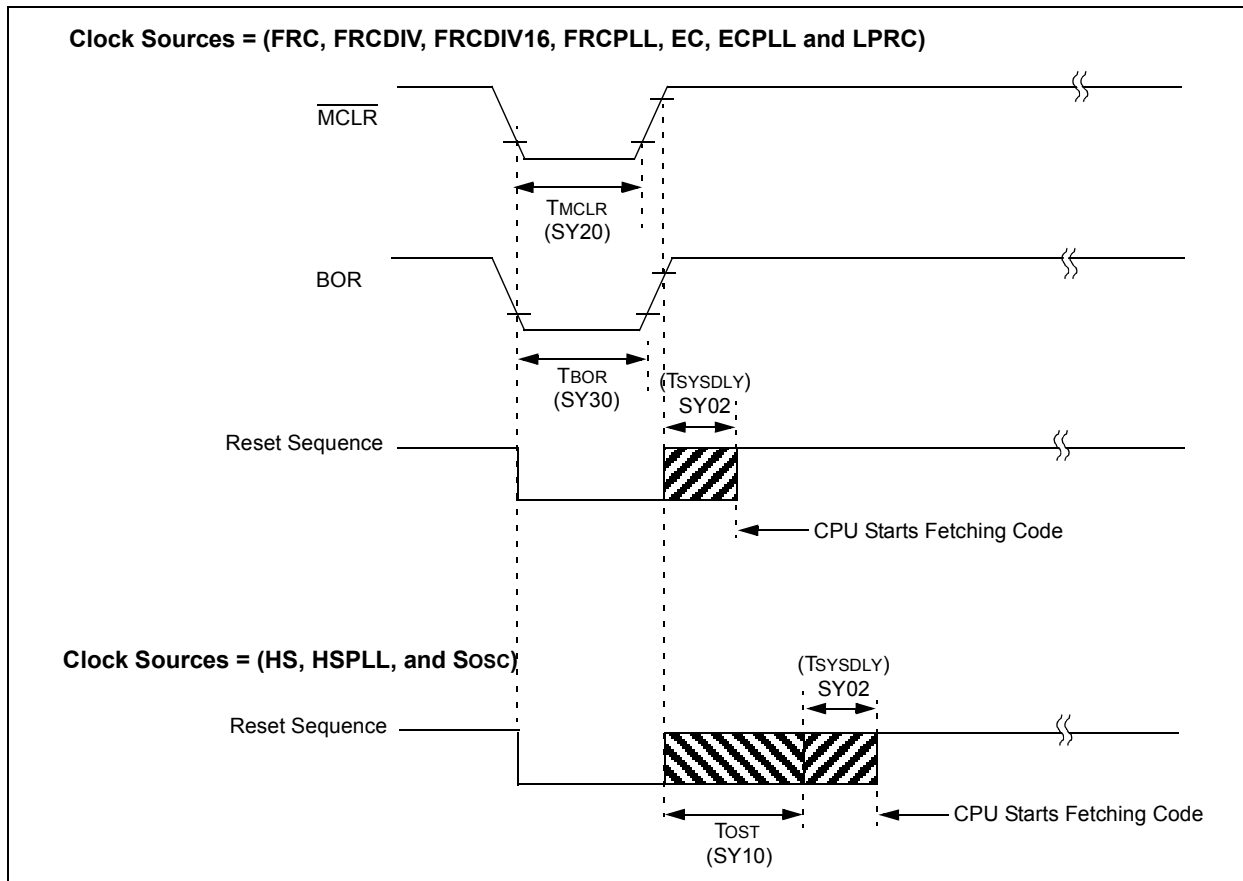 Clock Sources = (FRC, FRCDIV, FRCDIV16, FRCPLL, EC, ECPLL and LPRC)
MCLR
TMCLR
(SY20)
BOR
TBOR
(SY30)
(TSYSDLY)
SY02
Reset Sequence
CPU Starts Fetching Code
Clock Sources = (HS, HSPLL, and SOSC)
(TSYSDLY)
SY02
Reset Sequence
CPU Starts Fetching Code
TOST
(SY10)